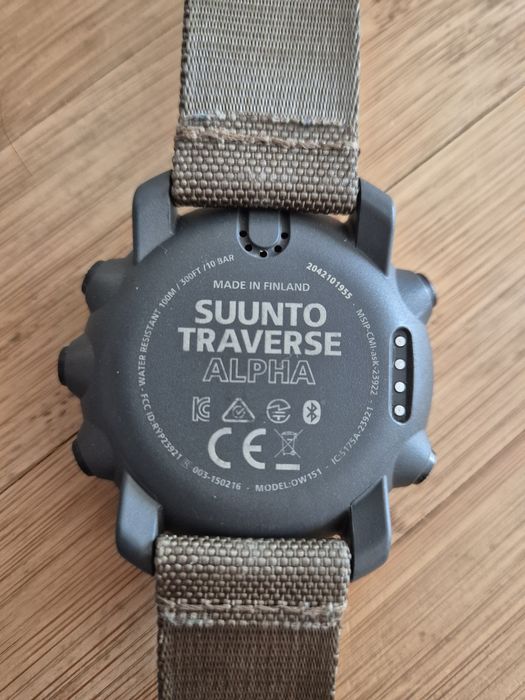 WATER RESISTANT 100M / 300FT / 10 BAR
2042101955 - MSIP-CMI-asK-23922
MADE IN FINLAND
SUUNTO
TRAVERSE
ALPHA
CE
FCC ID:RYP23921
003-150216 - MODEL:OW151 - IC:5175A-23921 -